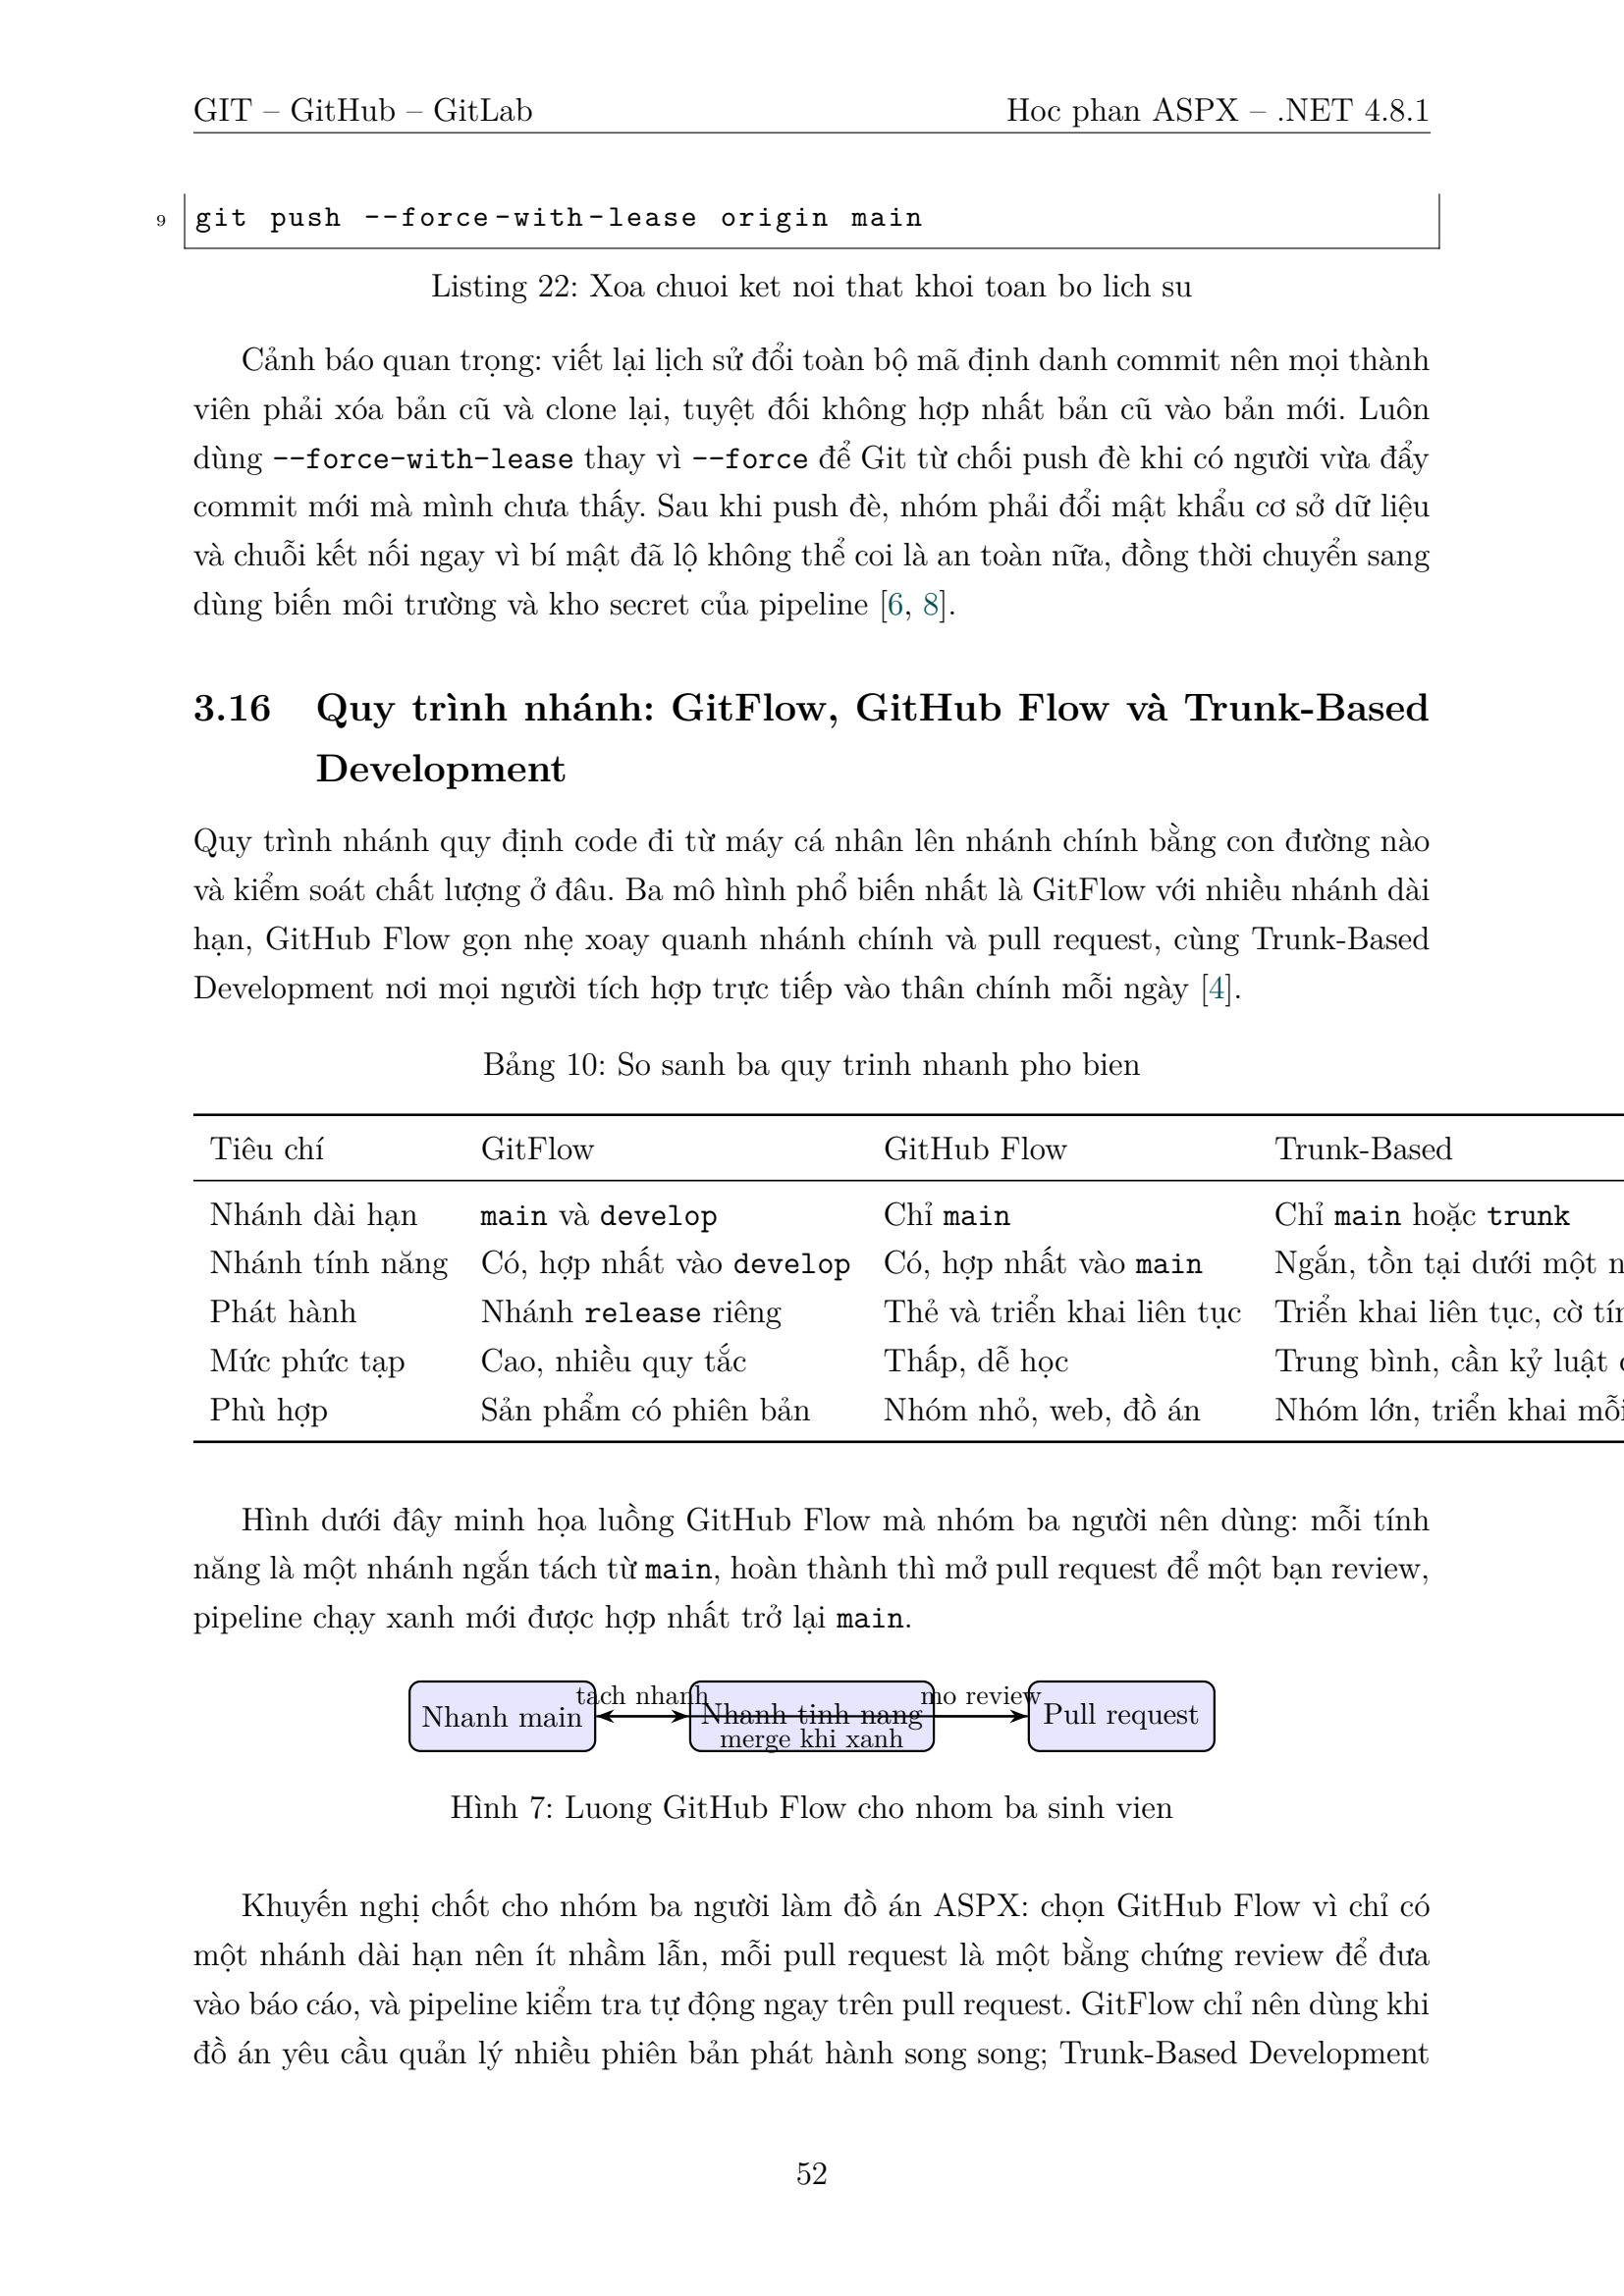 GIT – GitHub – GitLab
Hoc phan ASPX – .NET 4.8.1
9 git push --force-with-lease origin main
Listing 22: Xoa chuoi ket noi that khoi toan bo lich su
Cảnh báo quan trọng: viết lại lịch sử đổi toàn bộ mã định danh commit nên mọi thành
viên phải xóa bản cũ và clone lại, tuyệt đối không hợp nhất bản cũ vào bản mới. Luôn
dùng --force-with-lease thay vì --force để Git từ chối push đè khi có người vừa đẩy
commit mới mà mình chưa thấy. Sau khi push đè, nhóm phải đổi mật khẩu cơ sở dữ liệu
và chuỗi kết nối ngay vì bí mật đã lộ không thể coi là an toàn nữa, đồng thời chuyển sang
dùng biến môi trường và kho secret của pipeline [6, 8].
3.16 Quy trình nhánh: GitFlow, GitHub Flow và Trunk-Based
Development
Quy trình nhánh quy định code đi từ máy cá nhân lên nhánh chính bằng con đường nào
và kiểm soát chất lượng ở đâu. Ba mô hình phổ biến nhất là GitFlow với nhiều nhánh dài
hạn, GitHub Flow gọn nhẹ xoay quanh nhánh chính và pull request, cùng Trunk-Based
Development nơi mọi người tích hợp trực tiếp vào thân chính mỗi ngày [4].
Bảng 10: So sanh ba quy trinh nhanh pho bien
Tiêu chí GitFlow GitHub Flow Trunk-Based
Nhánh dài hạn main và develop Chỉ main Chỉ main hoặc trunk
Nhánh tính năng Có, hợp nhất vào develop Có, hợp nhất vào main Ngắn, tồn tại dưới một
Phát hành Nhánh release riêng Thẻ và triển khai liên tục Triển khai liên tục, cờ
Mức phức tạp Cao, nhiều quy tắc Thấp, dễ học Trung bình, cần kỷ luật
Phù hợp Sản phẩm có phiên bản Nhóm nhỏ, web, đồ án Nhóm lớn, triển khai mỗi
Hình dưới đây minh họa luồng GitHub Flow mà nhóm ba người nên dùng: mỗi tính
năng là một nhánh ngắn tách từ main, hoàn thành thì mở pull request để một bạn review,
pipeline chạy xanh mới được hợp nhất trở lại main.
Nhanh main tach nhanh Nhanh tinh nang mo review Pull request
merge khi xanh
Hình 7: Luong GitHub Flow cho nhom ba sinh vien
Khuyến nghị chốt cho nhóm ba người làm đồ án ASPX: chọn GitHub Flow vì chỉ có
một nhánh dài hạn nên ít nhầm lẫn, mỗi pull request là một bằng chứng review để đưa
vào báo cáo, và pipeline kiểm tra tự động ngay trên pull request. GitFlow chỉ nên dùng khi
đồ án yêu cầu quản lý nhiều phiên bản phát hành song song; Trunk-Based Development
52